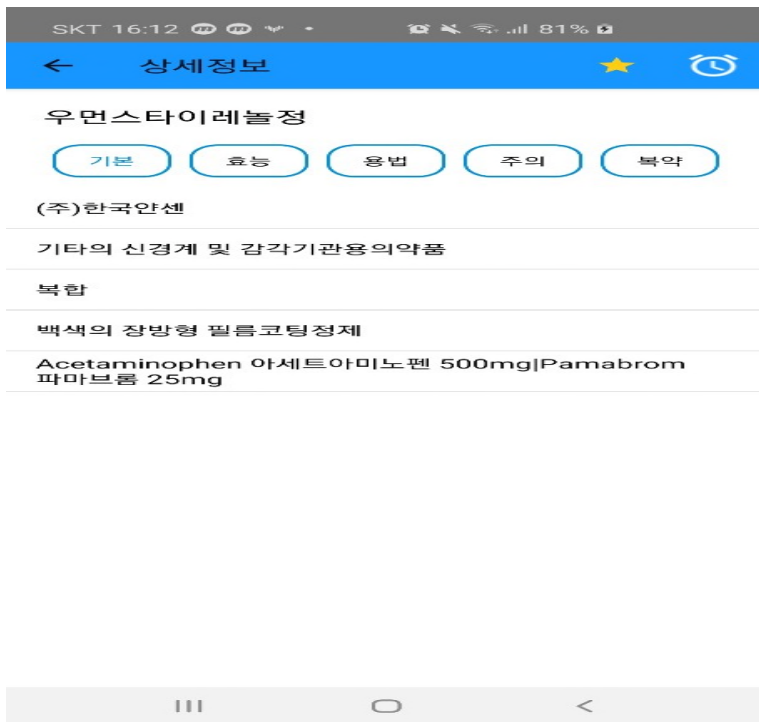 SKT 16:12
81%
상세정보
우먼스타이레놀정
기본 효능 용법 주의 복약
(주)한국얀센
기타의 신경계 및 감각기관용의약품
복합
백색의 장방형 필름코팅정제
Acetaminophen 아세트아미노펜 500mg|Pamabrom
파마브롬 25mg